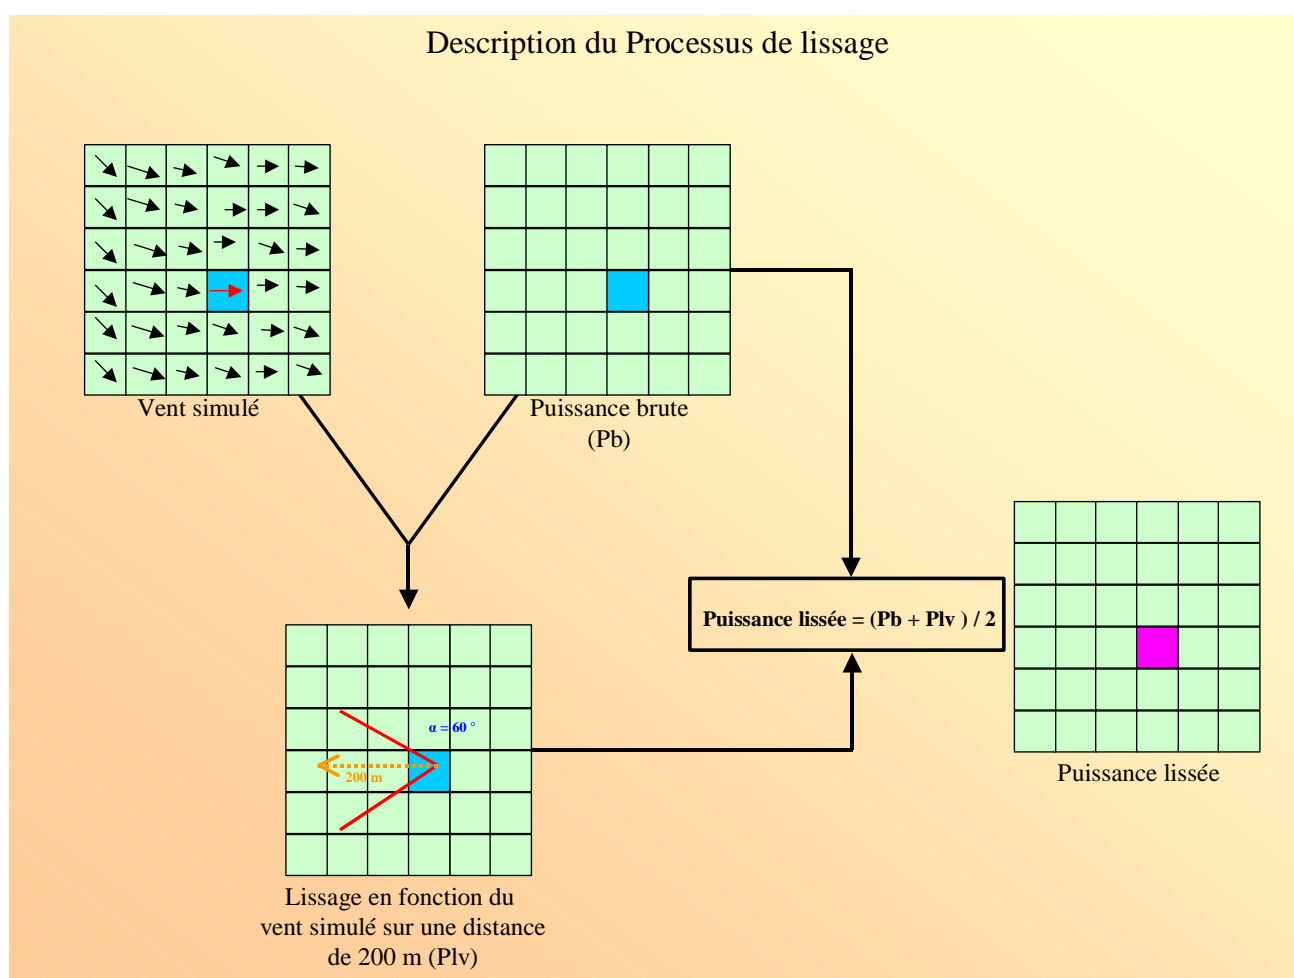 Description du Processus de lissage
Vent simulé
Puissance brute
(Pb)
Puissance lissée = (Pb + Plv ) / 2
α = 60 °
200 m
Puissance lissée
Lissage en fonction du
vent simulé sur une distance
de 200 m (Plv)